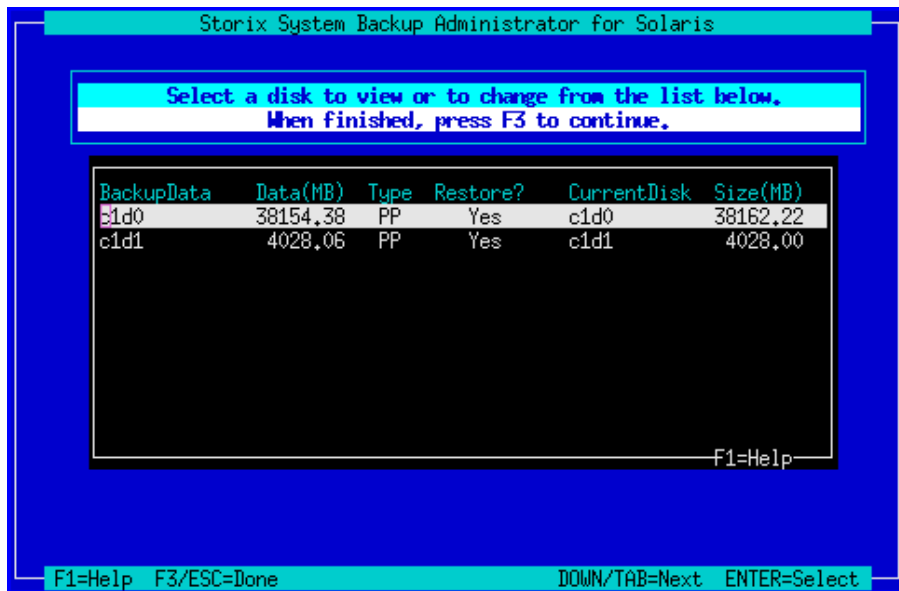 Storix System Backup Administrator for Solaris
Select a disk to view or to change from the list below.
When finished, press F3 to continue.
BackupData Data(MB) Type Restore? CurrentDisk Size(MB)
c1d0 38154.38 PP Yes c1d0 38162.22
c1d1 4028.06 PP Yes c1d1 4028.00
F1=Help
F1=Help F3/ESC=Done DOWN/TAB=Next ENTER=Select